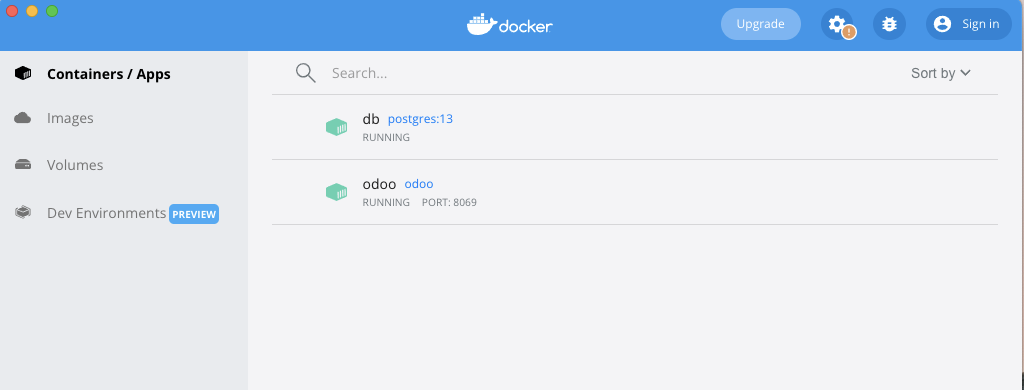 docker
Upgrade
!
Sign in
Containers / Apps
Images
Volumes
Dev Environments PREVIEW
Search...
Sort by
db postgres:13
RUNNING
odoo odoo
RUNNING PORT: 8069